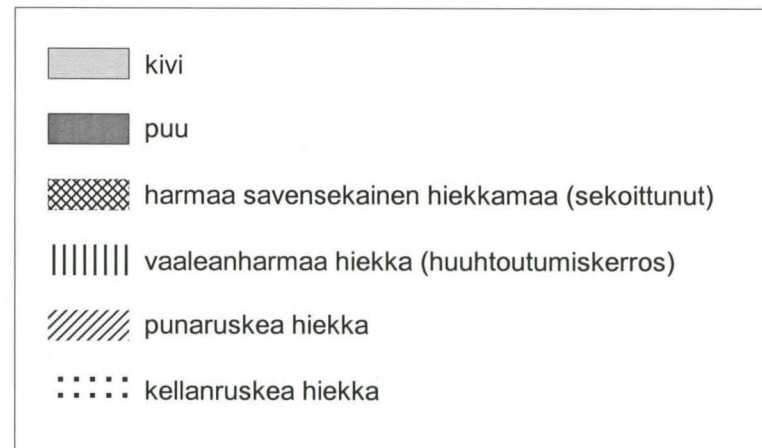 kivi
puu
harmaa savensekainen hiekkamaa (sekoittunut)
vaaleanharmaa hiekka (huuhtoutumiskerros)
punaruskea hiekka
kellanruskea hiekka